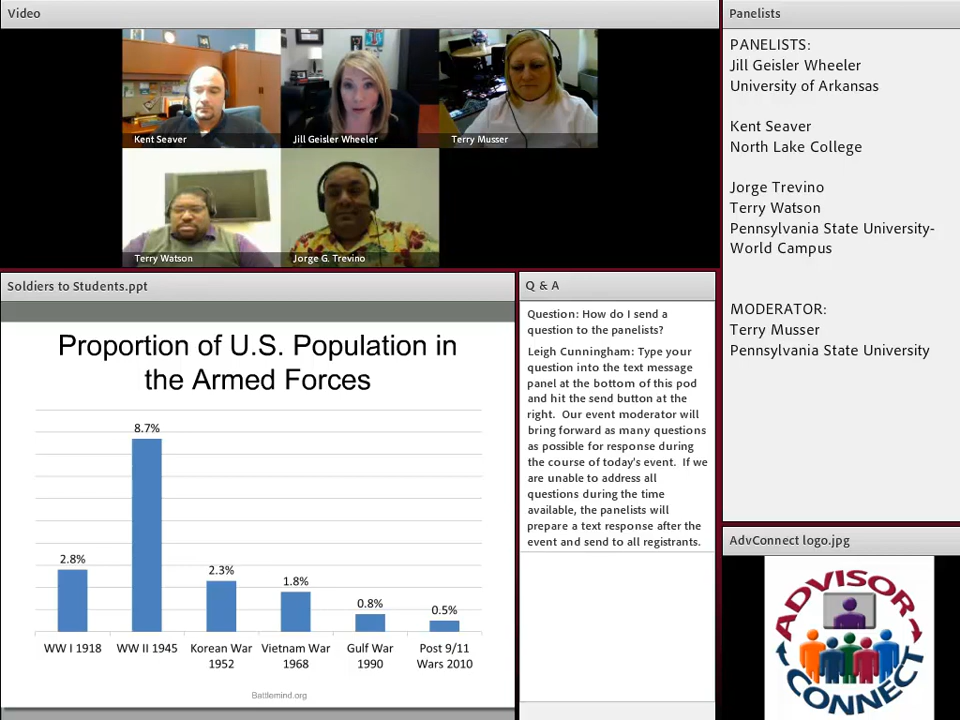 Video
Kent Seaver
Jill Geisler Wheeler
Terry Musser
Terry Watson
Jorge G. Trevino
Soldiers to Students.ppt
Proportion of U.S. Population in
the Armed Forces
8.7%
2.8%
2.3%
1.8%
0.8%
0.5%
WW I 1918
WW II 1945
Korean War
1952
Vietnam War
1968
Gulf War
1990
Post 9/11
Wars 2010
Battlemind.org
Q & A
Question: How do I send a
question to the panelists?
Leigh Cunningham: Type your
question into the text message
panel at the bottom of this pod
and hit the send button at the
right. Our event moderator will
bring forward as many questions
as possible for response during
the course of today's event. If we
are unable to address all
questions during the time
available, the panelists will
prepare a text response after the
event and send to all registrants.
Panelists
PANELISTS:
Jill Geisler Wheeler
University of Arkansas
Kent Seaver
North Lake College
Jorge Trevino
Terry Watson
Pennsylvania State University-
World Campus
MODERATOR:
Terry Musser
Pennsylvania State University
AdvConnect logo.jpg
ADVISOR
CONNECT